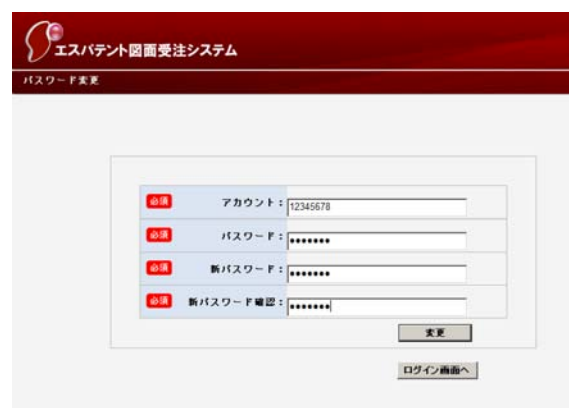 エスパテント図面受注システム
パスワード変更
必須 アカウント： 12345678
必須 パスワード： •••••••
必須 新パスワード： •••••••
必須 新パスワード確認： •••••••
変更
ログイン画面へ